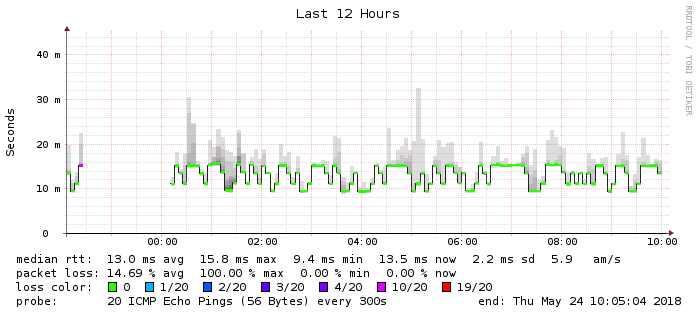 Last 12 Hours
RRDTOOL / TOBI OETIKER
Seconds
40 m
30 m
20 m
10 m
0
00:00 02:00 04:00 06:00 08:00 10:00
median rtt: 13.0 ms avg 15.8 ms max 9.4 ms min 13.5 ms now 2.2 ms sd 5.9 am/s
packet loss: 14.69 % avg 100.00 % max 0.00 % min 0.00 % now
loss color: 0 1/20 2/20 3/20 4/20 10/20 19/20
probe: 20 ICMP Echo Pings (56 Bytes) every 300s end: Thu May 24 10:05:04 2018